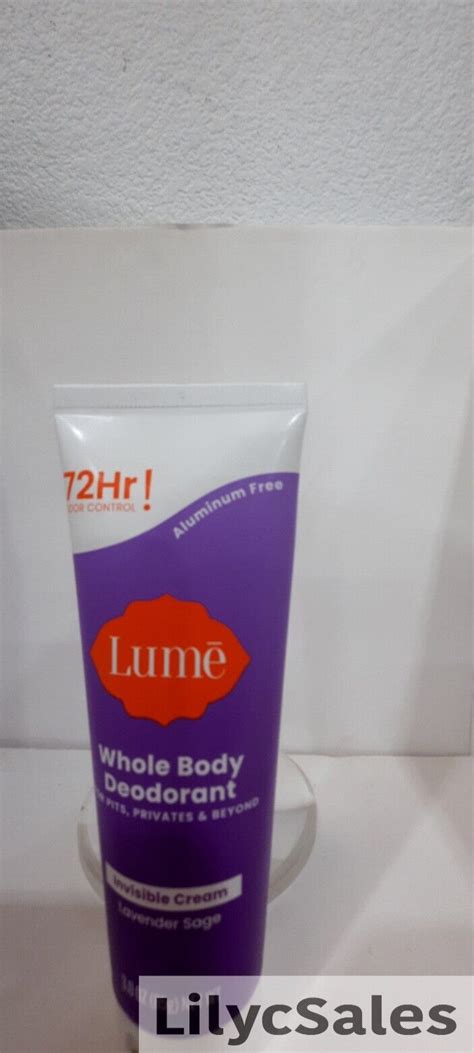 72Hr!
ODOR CONTROL
Aluminum Free
Lumē
Whole Body
Deodorant
PITS, PRIVATES & BEYOND
Invisible Cream
Lavender Sage
LilycSales